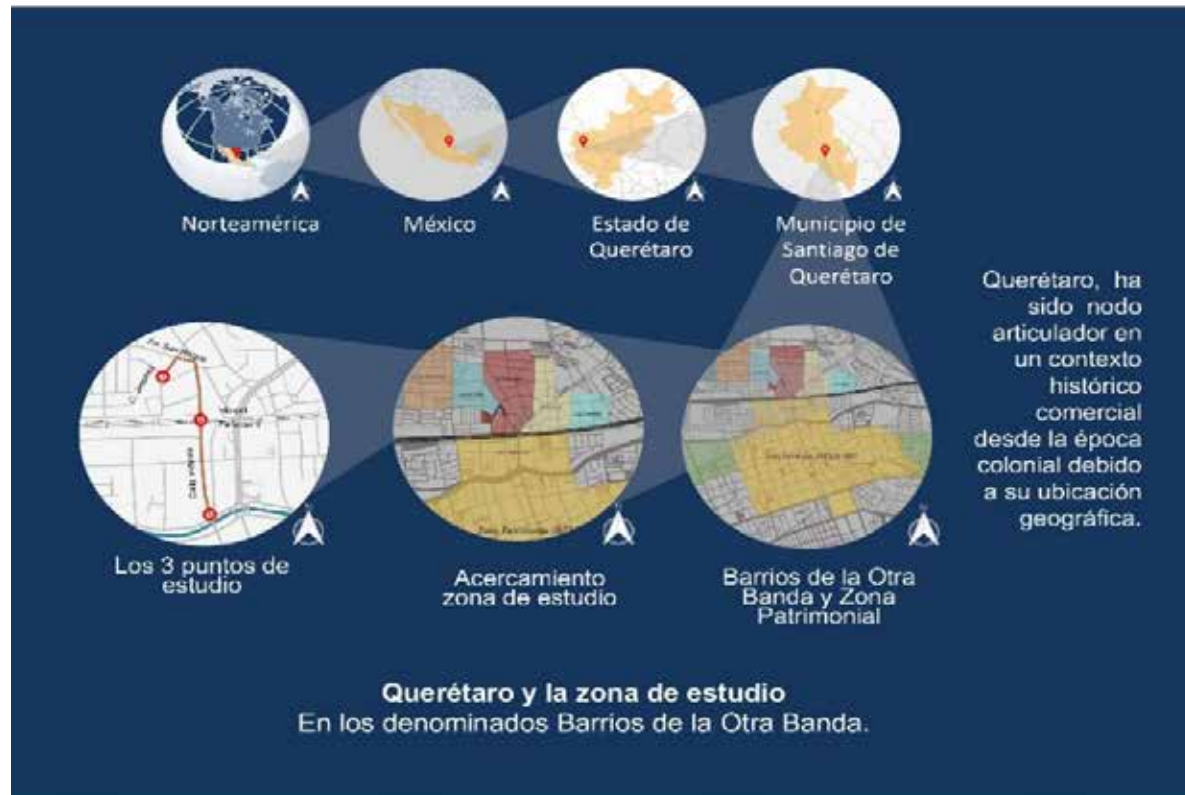 Norteamérica
México
Estado de
Querétaro
Municipio de
Santiago de
Querétaro
Querétaro, ha
sido nodo
articulador en
un contexto
histórico
comercial
desde la época
colonial debido
a su ubicación
geográfica.
Los 3 puntos de
estudio
Acercamiento
zona de estudio
Barrios de la Otra
Banda y Zona
Patrimonial
Querétaro y la zona de estudio
En los denominados Barrios de la Otra Banda.